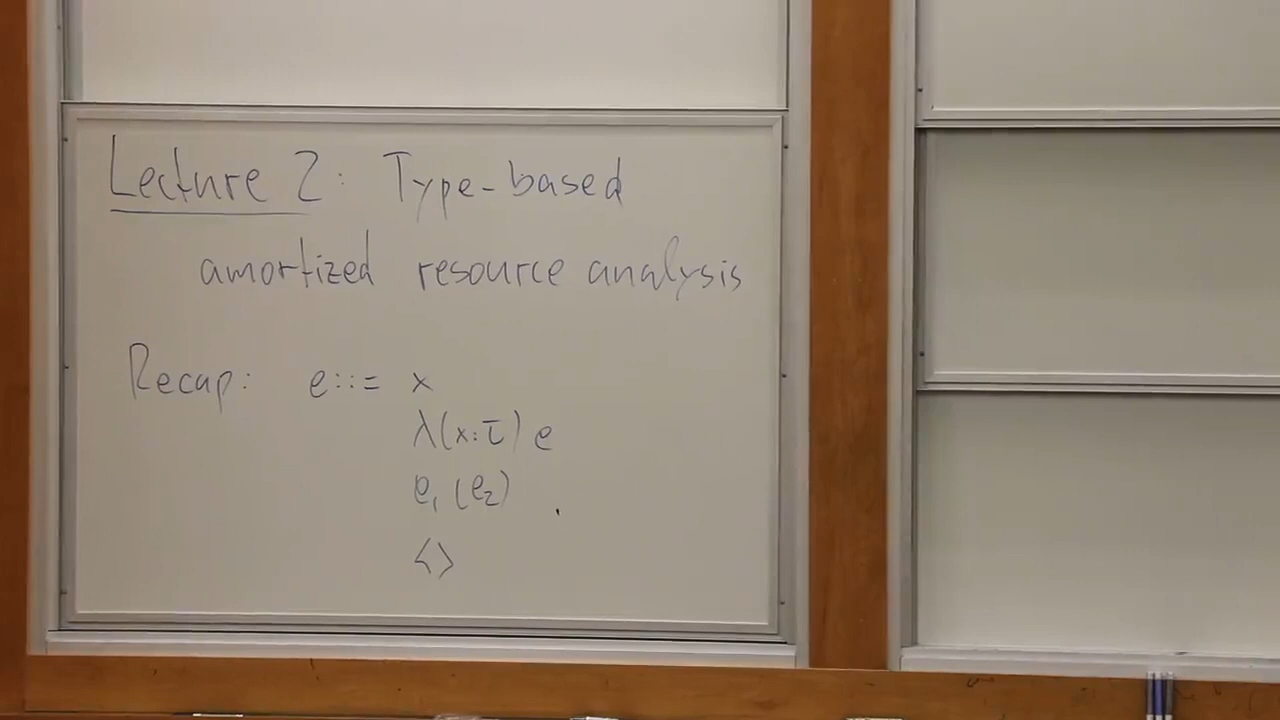 Lecture 2: Type-based
amortized resource analysis
Recap: e::= x
λ(x:τ) e
e₁(e₂)
⟨⟩